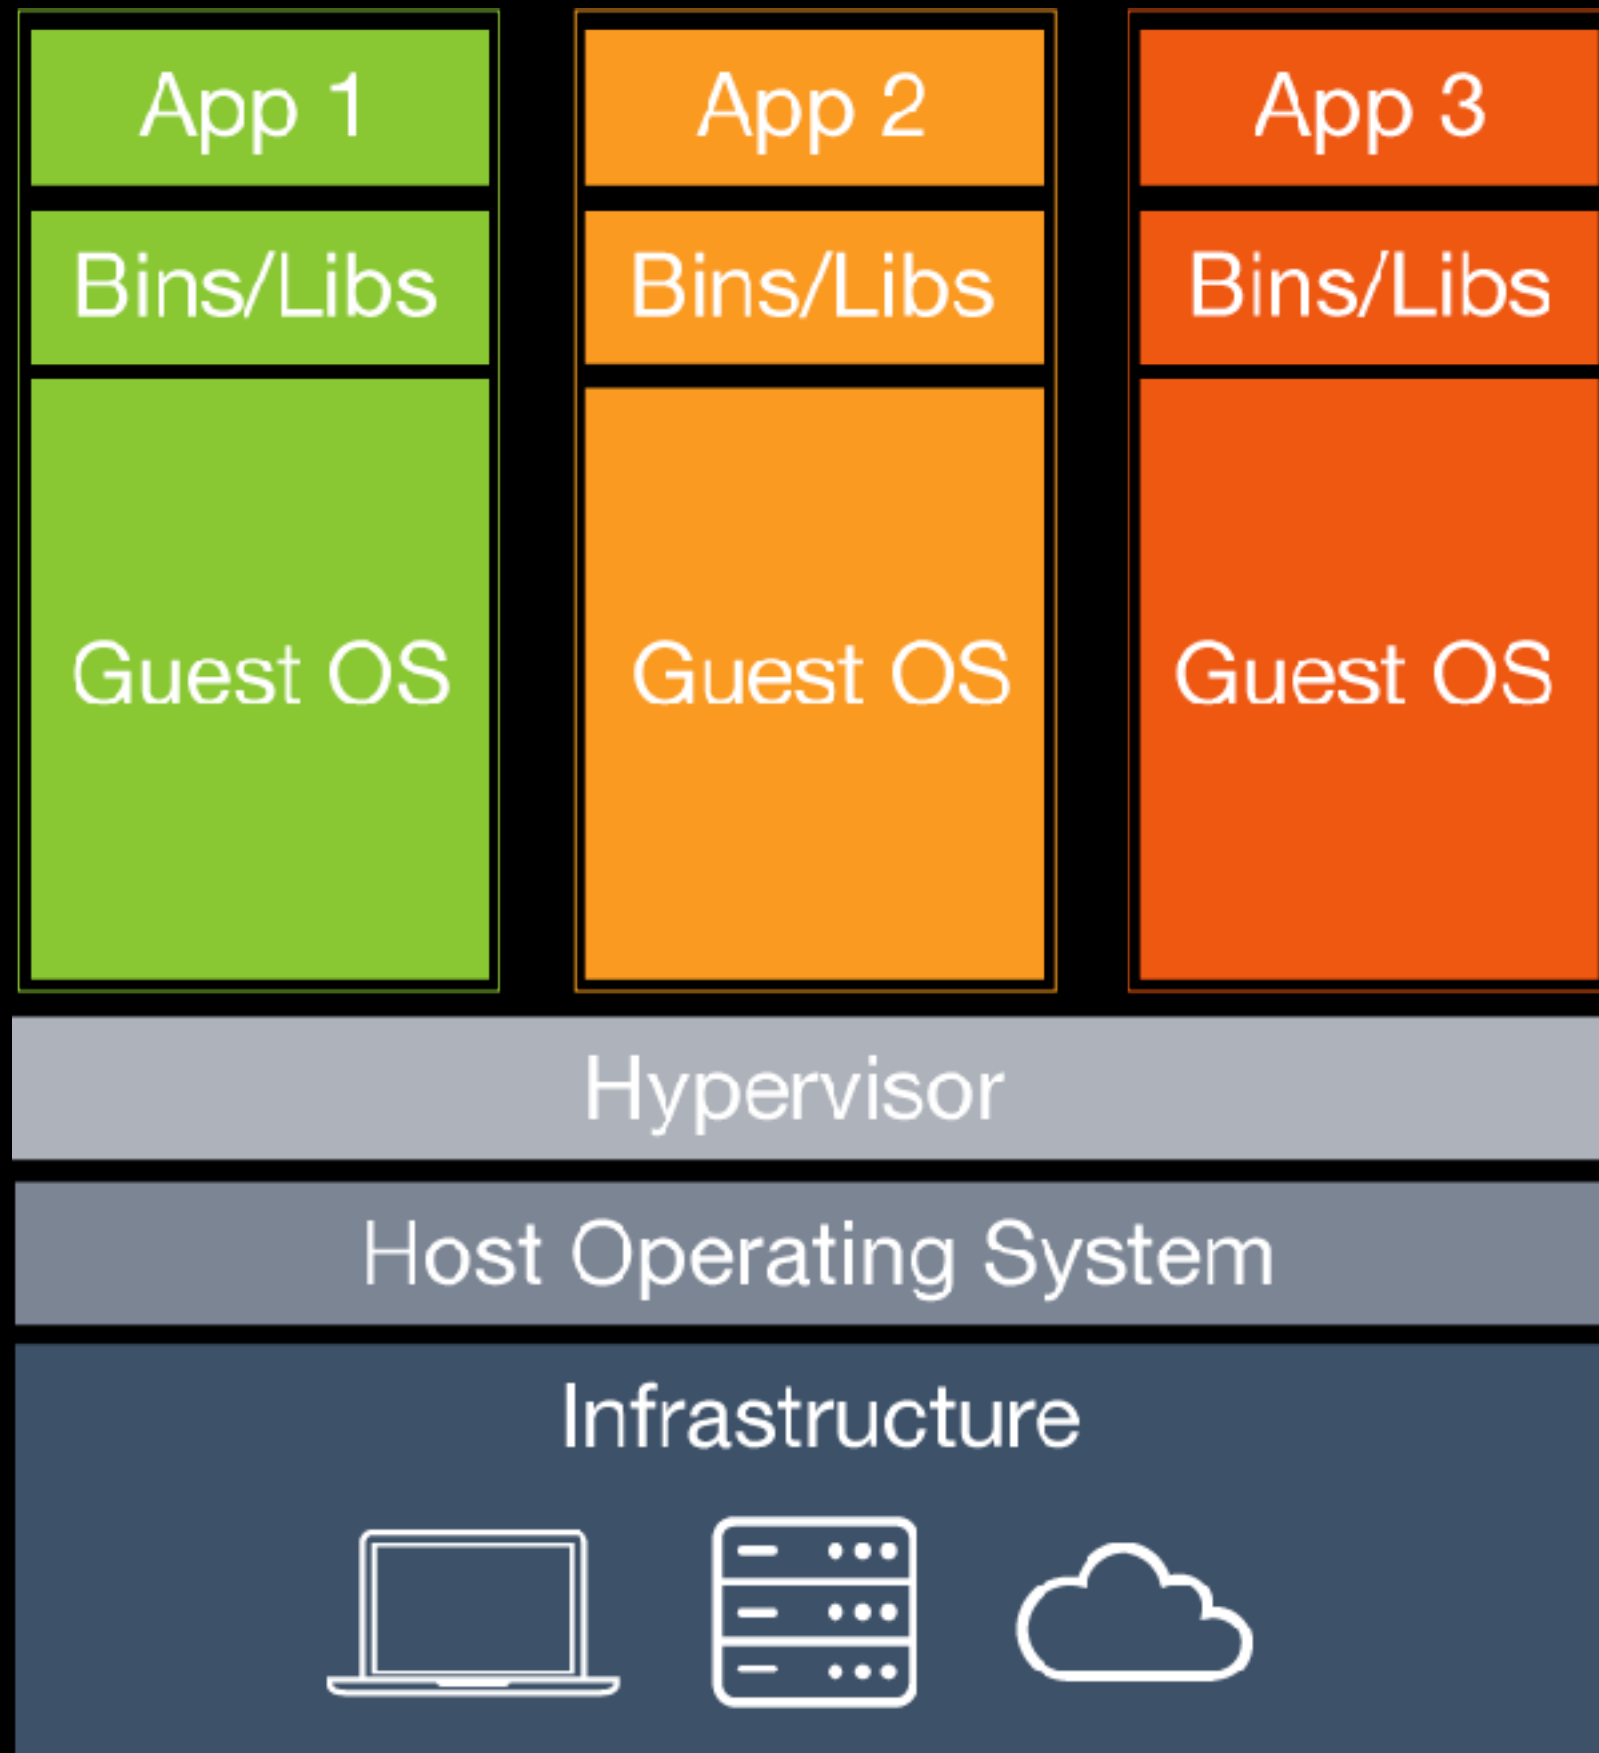 App 1
App 2
App 3
Bins/Libs
Bins/Libs
Bins/Libs
Guest OS
Guest OS
Guest OS
Hypervisor
Host Operating System
Infrastructure